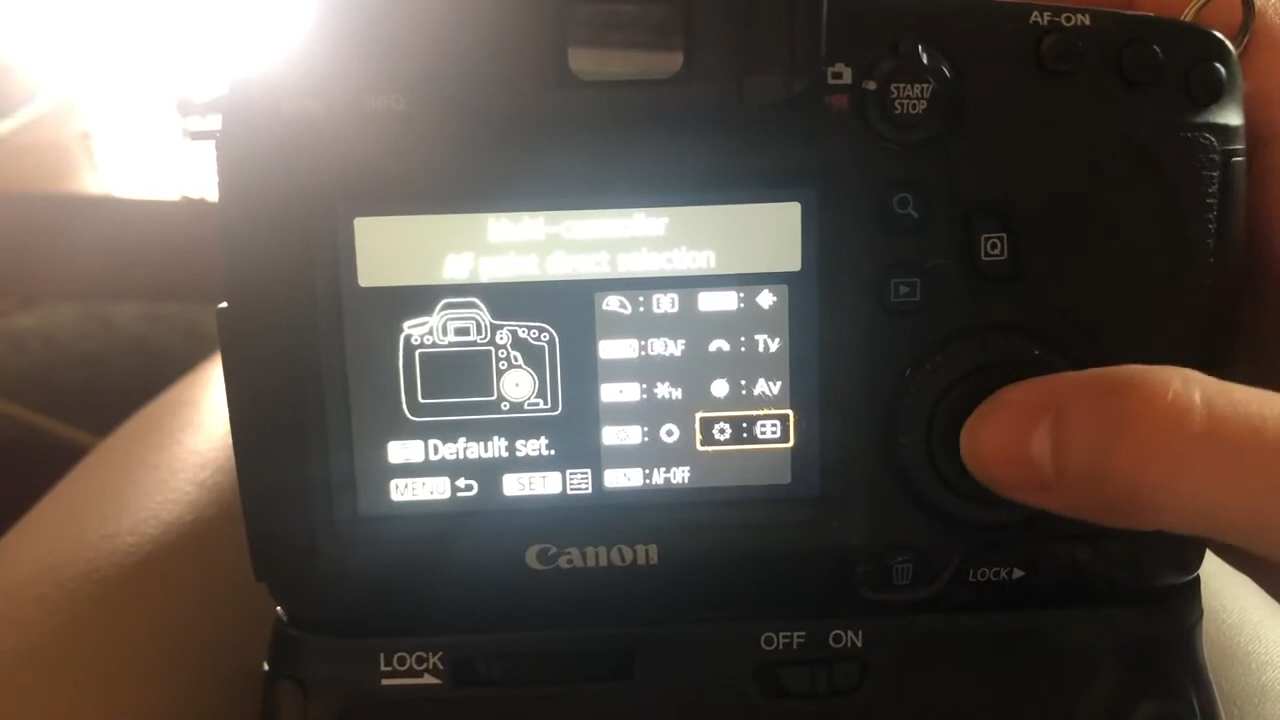 AF-ON
START/
STOP
Q
Multi-controller
AF point direct selection
AF
Tv
H
Av
Default set.
MENU
SET
AF-OFF
Canon
LOCK
LOCK
OFF ON